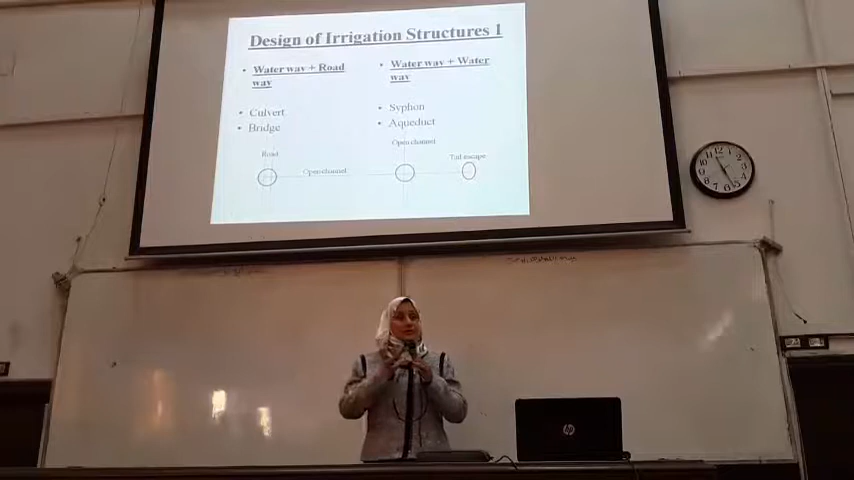 Design of Irrigation Structures 1
Water way + Road
way
Culvert
Bridge
Water way + Water
way
Syphon
Aqueduct
Road
Open channel
Open channel
Tail escape
hp